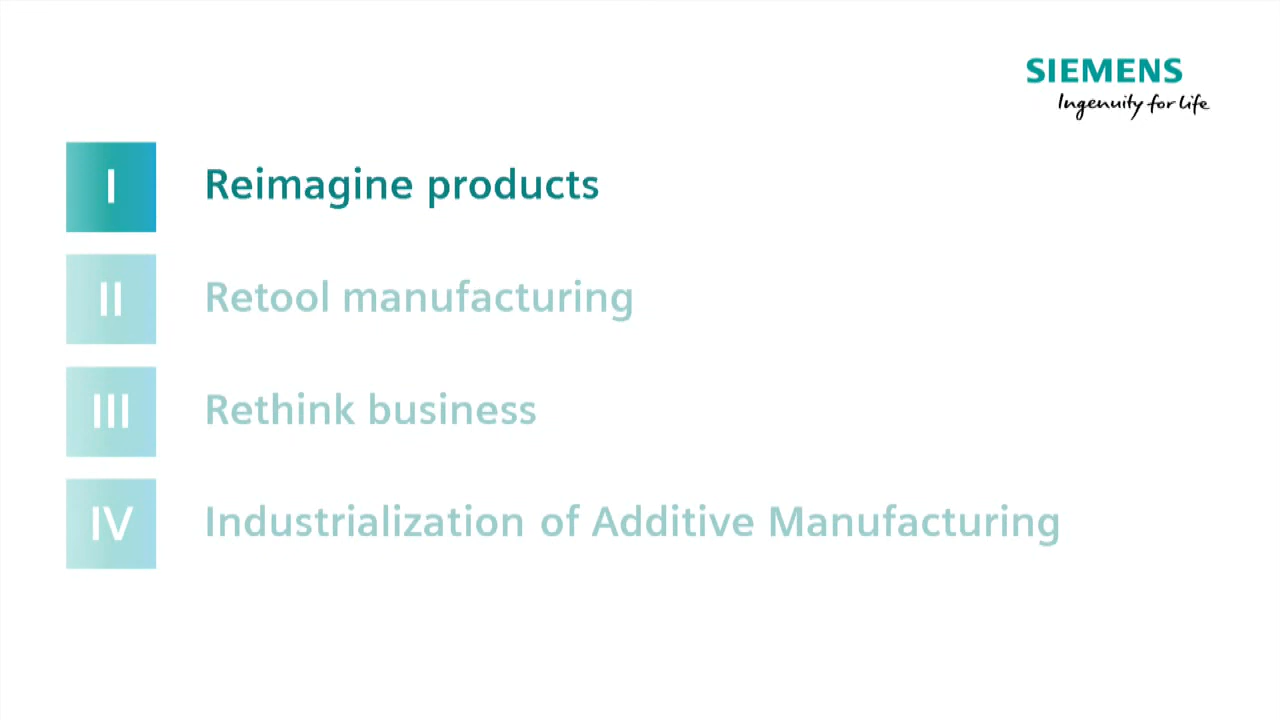 SIEMENS
Ingenuity for life
I Reimagine products
II Retool manufacturing
III Rethink business
IV Industrialization of Additive Manufacturing